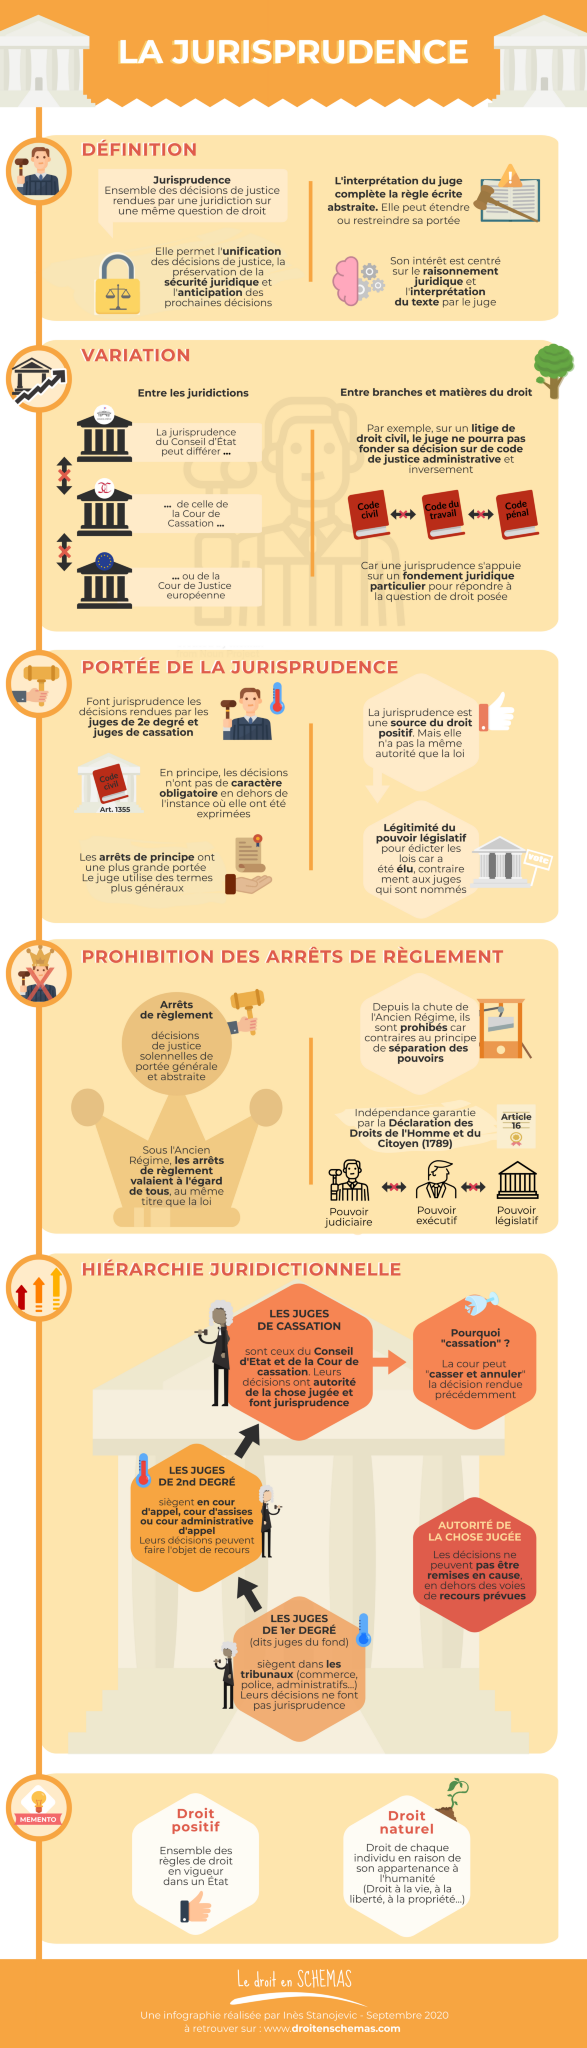 LA JURISPRUDENCE
DÉFINITION
Jurisprudence
Ensemble des décisions de justice
rendues par une juridiction sur
une même question de droit
L'interprétation du juge
complète la règle écrite
abstraite. Elle peut étendre
ou restreindre sa portée
Elle permet l'unification
des décisions de justice, la
préservation de la
sécurité juridique et
l'anticipation des
prochaines décisions
Son intérêt est centré
sur le raisonnement
juridique et
l'interprétation
du texte par le juge
VARIATION
Entre les juridictions
La jurisprudence
du Conseil d'État
peut différer ...
... de celle de
la Cour de
Cassation ...
... ou de la
Cour de Justice
européenne
Entre branches et matières du droit
Par exemple, sur un litige de
droit civil, le juge ne pourra pas
fonder sa décision sur de code
de justice administrative et
inversement
Code
civil
Code du
travail
Code
pénal
Car une jurisprudence s'appuie
sur un fondement juridique
particulier pour répondre à
la question de droit posée
PORTÉE DE LA JURISPRUDENCE
Font jurisprudence les
décisions rendues par les
juges de 2e degré et
juges de cassation
La jurisprudence est
une source du droit
positif. Mais elle
n'a pas la même
autorité que la loi
Code
civil
Art. 1355
En principe, les décisions
n'ont pas de caractère
obligatoire en dehors de
l'instance où elle ont été
exprimées
Légitimité du
pouvoir législatif
pour édicter les
lois car a
été élu, contraire
ment aux juges
qui sont nommés
vote
Les arrêts de principe ont
une plus grande portée
Le juge utilise des termes
plus généraux
PROHIBITION DES ARRÊTS DE RÈGLEMENT
Arrêts
de règlement
décisions
de justice
solennelles de
portée générale
et abstraite
Sous l'Ancien
Régime, les arrêts
de règlement
valaient à l'égard
de tous, au même
titre que la loi
Depuis la chute de
l'Ancien Régime, ils
sont prohibés car
contraires au principe
de séparation des
pouvoirs
Indépendance garantie
par la Déclaration des
Droits de l'Homme et du
Citoyen (1789)
Article
16
Pouvoir
judiciaire
Pouvoir
exécutif
Pouvoir
législatif
HIÉRARCHIE JURIDICTIONNELLE
LES JUGES
DE CASSATION
sont ceux du Conseil
d'Etat et de la Cour de
cassation. Leurs
décisions ont autorité
de la chose jugée et
font jurisprudence
Pourquoi
"cassation" ?
La cour peut
"casser et annuler"
la décision rendue
précédemment
LES JUGES
DE 2nd DEGRÉ
siègent en cour
d'appel, cour d'assises
ou cour administrative
d'appel
Leurs décisions peuvent
faire l'objet de recours
AUTORITÉ DE
LA CHOSE JUGÉE
Les décisions ne
peuvent pas être
remises en cause,
en dehors des voies
de recours prévues
LES JUGES
DE 1er DEGRÉ
(dits juges du fond)
siègent dans les
tribunaux (commerce,
police, administratifs...)
Leurs décisions ne font
pas jurisprudence
MEMENTO
Droit
positif
Ensemble des
règles de droit
en vigueur
dans un État
Droit
naturel
Droit de chaque
individu en raison de
son appartenance à
l'humanité
(Droit à la vie, à la
liberté, à la propriété...)
Le droit en SCHEMAS
Une infographie réalisée par Inès Stanojevic - Septembre 2020
à retrouver sur : www.droitenschemas.com